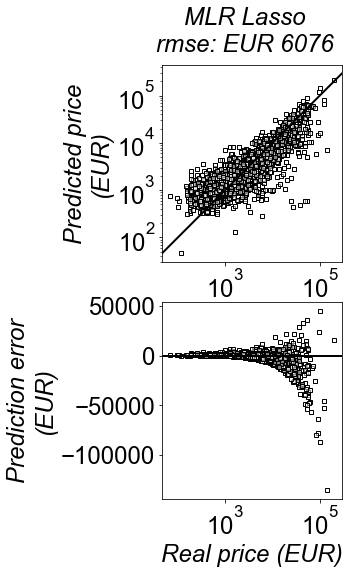 MLR Lasso
rmse: EUR 6076
Predicted price
(EUR)
10^5
10^4
10^3
10^2
10^3
10^5
Prediction error
(EUR)
50000
0
−50000
−100000
10^3
10^5
Real price (EUR)